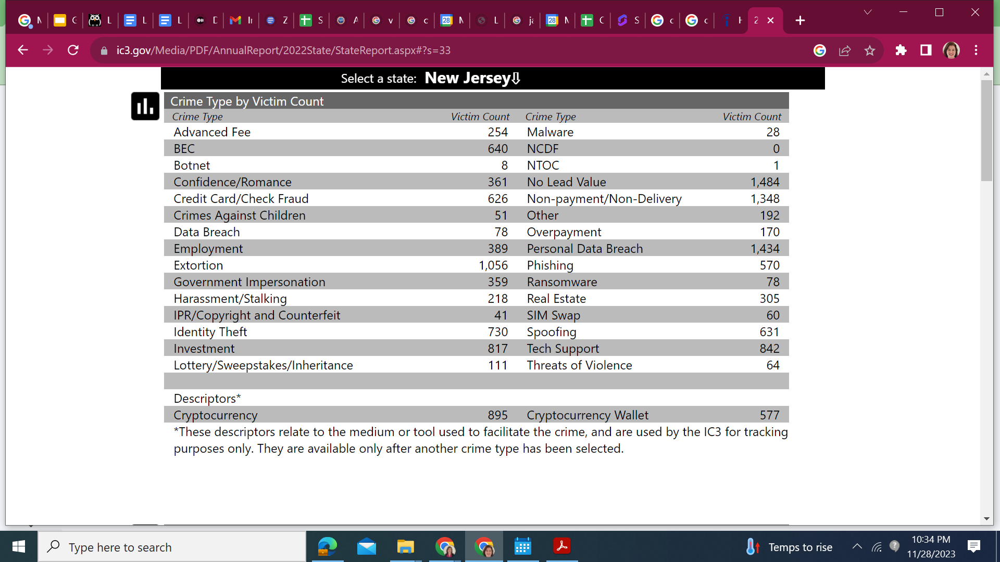 G N
G
L
L
L
D
M Ir
Z
S
A
v
c
28 N
L
ja
28 N
C
S
c
c
H
2
ic3.gov/Media/PDF/AnnualReport/2022State/StateReport.aspx#?s=33
Select a state: New Jersey⇩
Crime Type by Victim Count
Crime Type Victim Count Crime Type Victim Count
Advanced Fee 254 Malware 28
BEC 640 NCDF 0
Botnet 8 NTOC 1
Confidence/Romance 361 No Lead Value 1,484
Credit Card/Check Fraud 626 Non-payment/Non-Delivery 1,348
Crimes Against Children 51 Other 192
Data Breach 78 Overpayment 170
Employment 389 Personal Data Breach 1,434
Extortion 1,056 Phishing 570
Government Impersonation 359 Ransomware 78
Harassment/Stalking 218 Real Estate 305
IPR/Copyright and Counterfeit 41 SIM Swap 60
Identity Theft 730 Spoofing 631
Investment 817 Tech Support 842
Lottery/Sweepstakes/Inheritance 111 Threats of Violence 64
Descriptors*
Cryptocurrency 895 Cryptocurrency Wallet 577
*These descriptors relate to the medium or tool used to facilitate the crime, and are used by the IC3 for tracking
purposes only. They are available only after another crime type has been selected.
Type here to search
Temps to rise
10:34 PM
11/28/2023